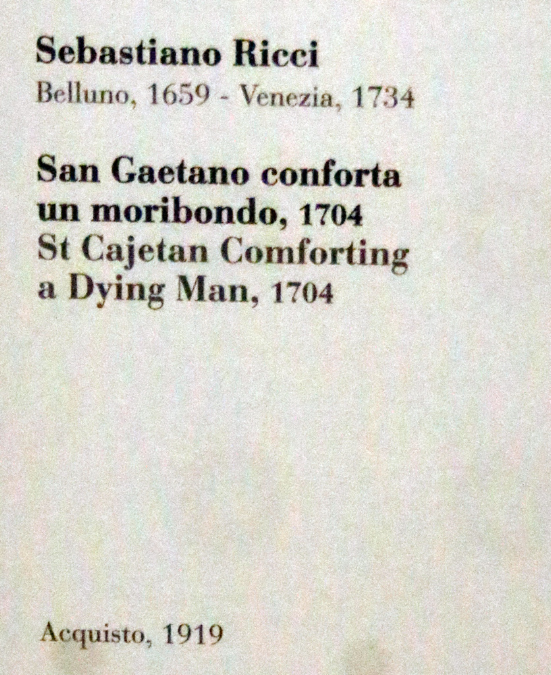 Sebastiano Ricci
Belluno, 1659 - Venezia, 1734
San Gaetano conforta
un moribondo, 1704
St Cajetan Comforting
a Dying Man, 1704
Acquisto, 1919